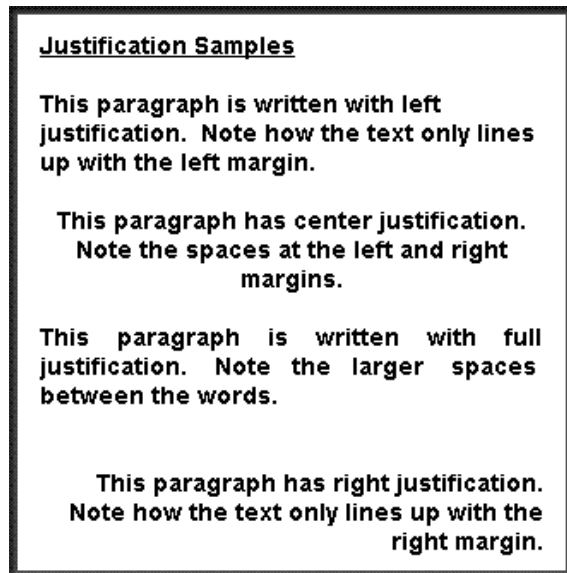 Justification Samples
This paragraph is written with left
justification.  Note how the text only lines
up with the left margin.
This paragraph has center justification.
Note the spaces at the left and right
margins.
This paragraph is written with full
justification. Note the larger spaces
between the words.
This paragraph has right justification.
Note how the text only lines up with the
right margin.